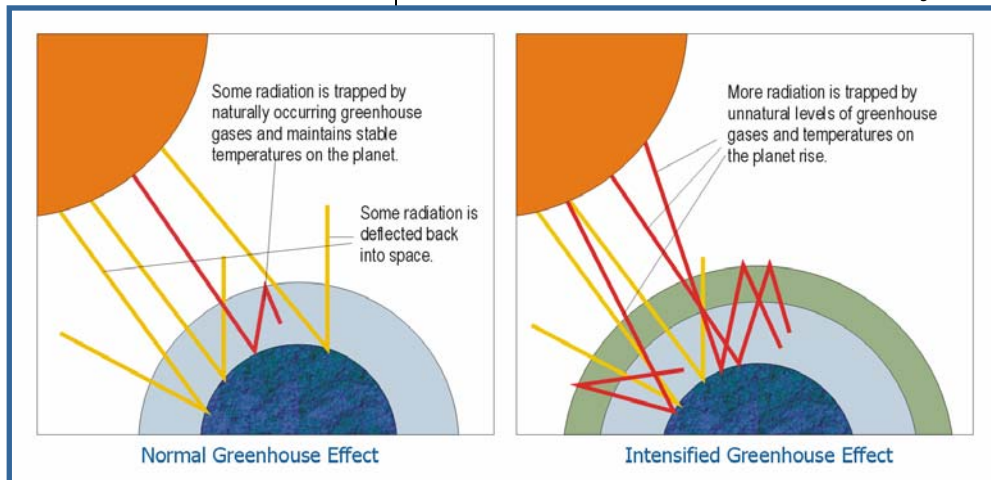 Some radiation is trapped by
naturally occurring greenhouse
gases and maintains stable
temperatures on the planet.
Some radiation is
deflected back
into space.
Normal Greenhouse Effect
More radiation is trapped by
unnatural levels of greenhouse
gases and temperatures on
the planet rise.
Intensified Greenhouse Effect